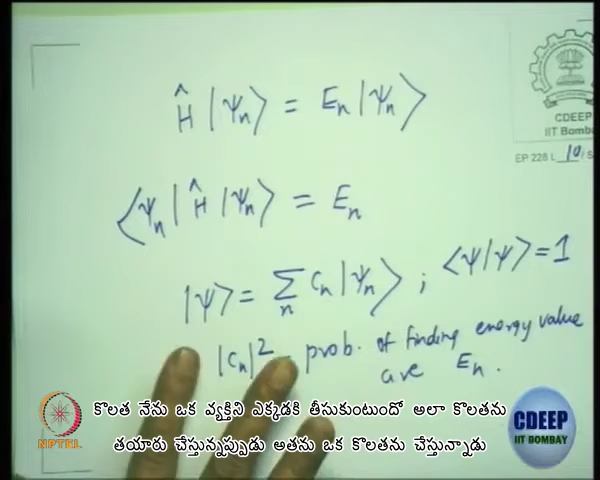 Ĥ |Ψn⟩ = En |Ψn⟩
CDEEP
IIT Bomba
EP 228 L 10 / S
⟨Ψn| Ĥ |Ψn⟩ = En
|Ψ⟩ = Σn Cn |Ψn⟩ ; ⟨Ψ|Ψ⟩ = 1
|Cn|² - prob. of finding energy value
are En.
కొలత నేను ఒక వ్యక్తిని ఎక్కడకి తీసుకుంటుందో అలా కొలతను
తయారు చేస్తున్నప్పుడు అతను ఒక కొలతను చేస్తున్నాడు
NPTEL
CDEEP
IIT BOMBAY